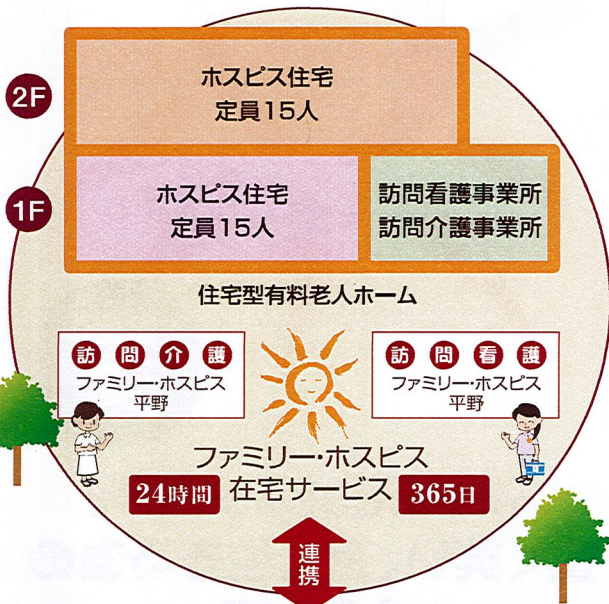 2F
ホスピス住宅
定員15人
1F
ホスピス住宅
定員15人
訪問看護事業所
訪問介護事業所
住宅型有料老人ホーム
訪問介護
ファミリー・ホスピス
平野
訪問看護
ファミリー・ホスピス
平野
ファミリー・ホスピス
24時間 在宅サービス 365日
連携